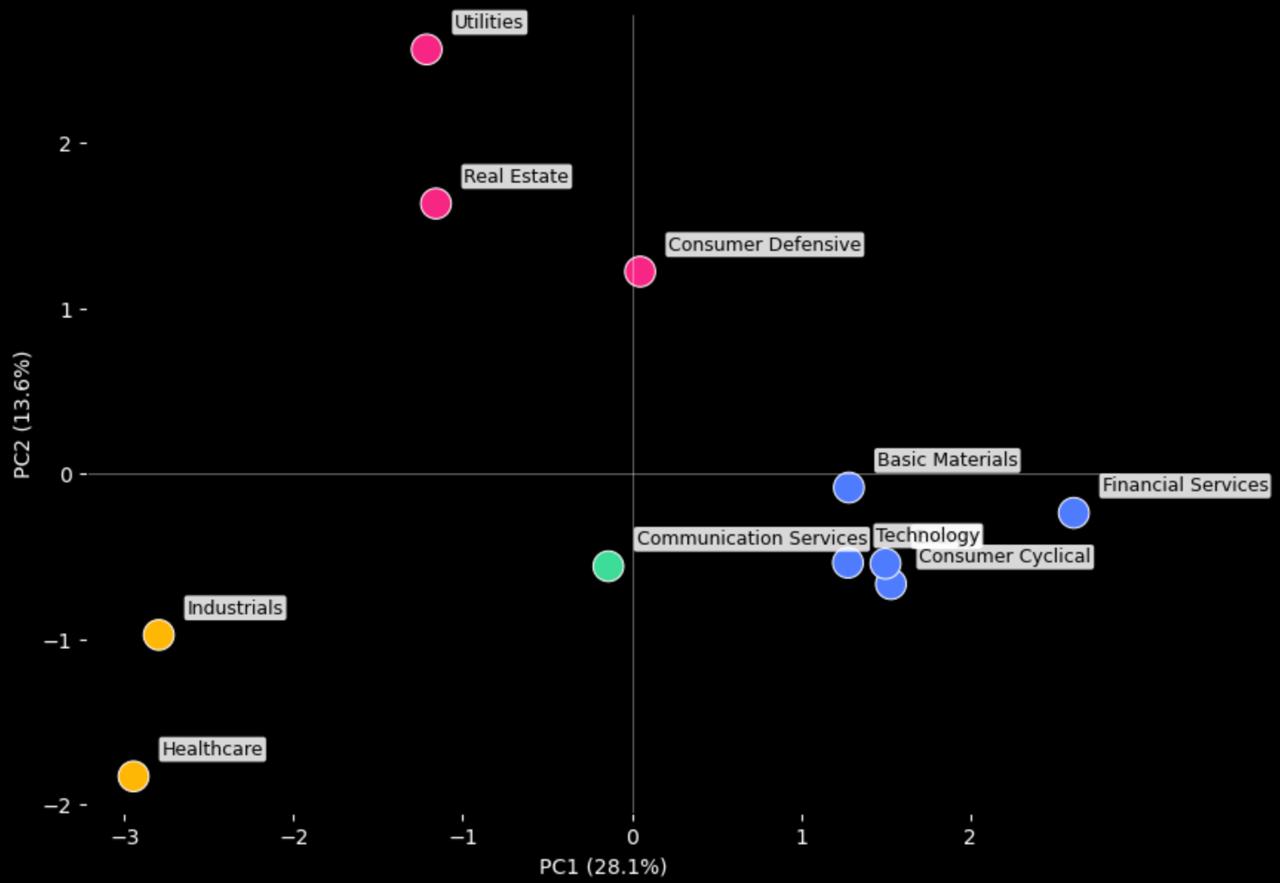 Utilities
2
Real Estate
Consumer Defensive
1
PC2 (13.6%)
Basic Materials
0
Financial Services
Communication Services
Technology
Consumer Cyclical
Industrials
−1
Healthcare
−2
−3
−2
−1
0
1
2
PC1 (28.1%)